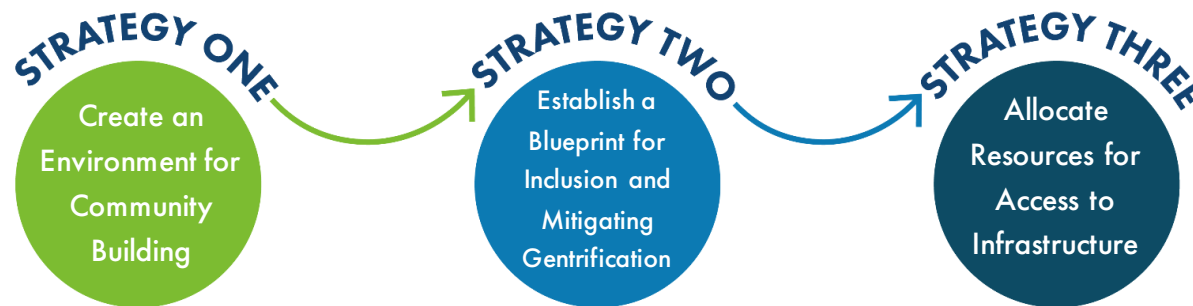 STRATEGY ONE
Create an
Environment for
Community
Building
STRATEGY TWO
Establish a
Blueprint for
Inclusion and
Mitigating
Gentrification
STRATEGY THREE
Allocate
Resources for
Access to
Infrastructure